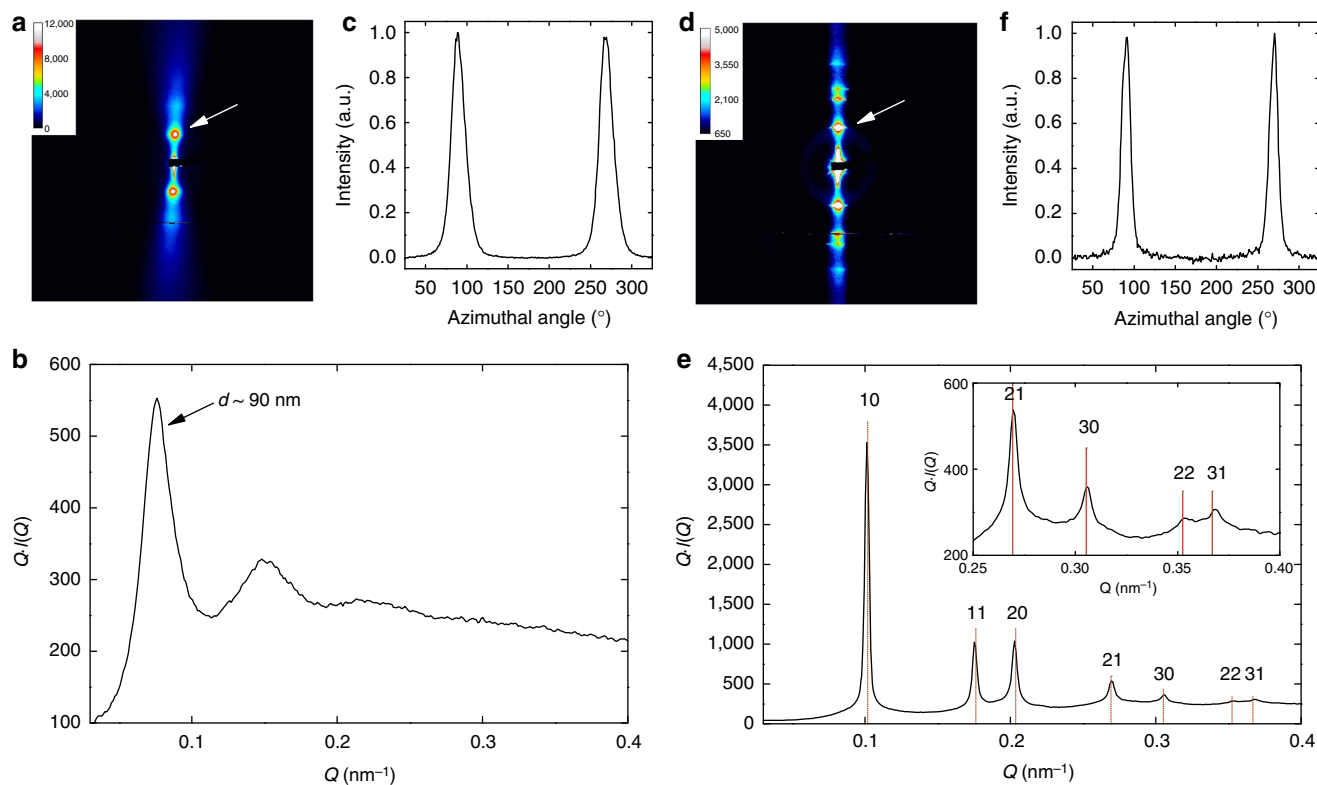 a
12,000
8,000
4,000
0
c
Intensity (a.u.)
1.0
0.8
0.6
0.4
0.2
0.0
50 100 150 200 250 300
Azimuthal angle (°)
d
5,000
3,550
2,100
650
f
Intensity (a.u.)
1.0
0.8
0.6
0.4
0.2
0.0
50 100 150 200 250 300
Azimuthal angle (°)
b
Q·I(Q)
600
500
400
300
200
100
d ~ 90 nm
0.1 0.2 0.3 0.4
Q (nm⁻¹)
e
Q·I(Q)
4,500
4,000
3,500
3,000
2,500
2,000
1,500
1,000
500
0
10
11 20
21 30 22 31
0.1 0.2 0.3 0.4
Q (nm⁻¹)
Q·I(Q)
600
400
200
21
30
22 31
0.25 0.30 0.35 0.40
Q (nm⁻¹)